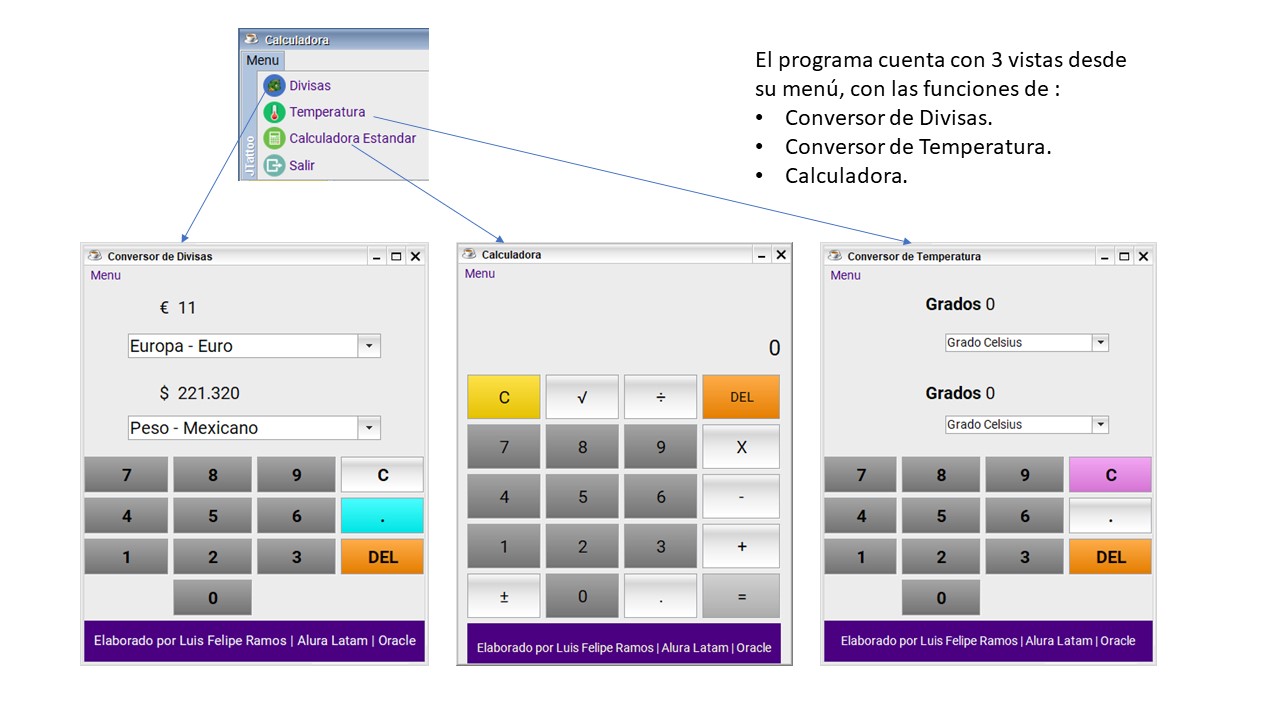 Calculadora
Menu
Divisas
Temperatura
Calculadora Estandar
Salir
JTattoo
El programa cuenta con 3 vistas desde
su menú, con las funciones de :
• Conversor de Divisas.
• Conversor de Temperatura.
• Calculadora.
Conversor de Divisas
Menu
€ 11
Europa - Euro
$ 221.320
Peso - Mexicano
7 8 9 C
4 5 6 .
1 2 3 DEL
0
Elaborado por Luis Felipe Ramos | Alura Latam | Oracle
Calculadora
Menu
0
C √ ÷ DEL
7 8 9 X
4 5 6 -
1 2 3 +
± 0 . =
Elaborado por Luis Felipe Ramos | Alura Latam | Oracle
Conversor de Temperatura
Menu
Grados 0
Grado Celsius
Grados 0
Grado Celsius
7 8 9 C
4 5 6 .
1 2 3 DEL
0
Elaborado por Luis Felipe Ramos | Alura Latam | Oracle